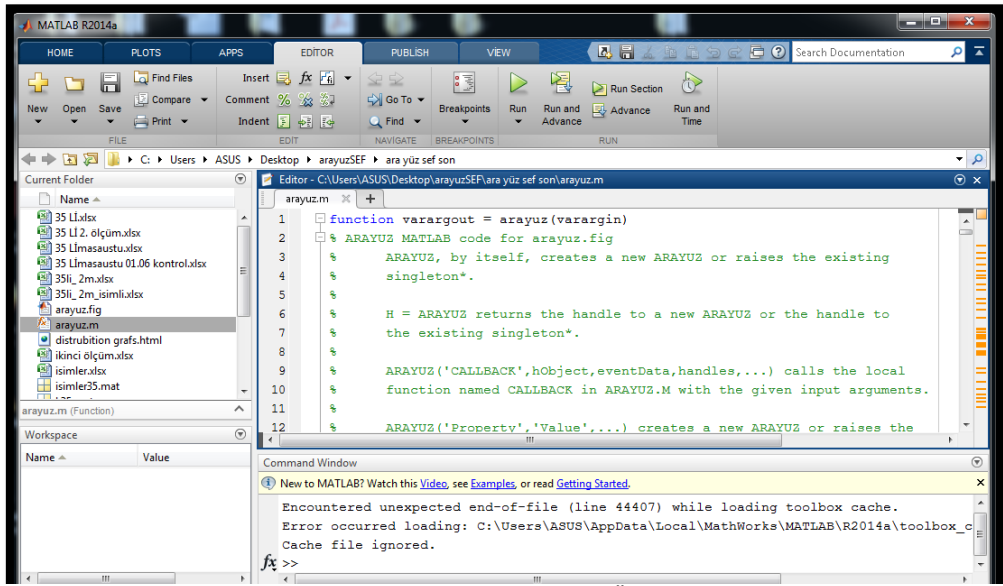 MATLAB R2014a
HOME PLOTS APPS EDİTOR PUBLİSH VİEW Search Documentation
New Open Save Find Files Compare Print
Insert fx Comment Indent
Go To Find
Breakpoints Run Run and Advance Run Section Advance Run and Time
FILE EDIT NAVIGATE BREAKPOINTS RUN
C: Users ASUS Desktop arayuzSEF ara yüz sef son
Current Folder
Name
35 Lİ.xlsx
35 Lİ 2. ölçüm.xlsx
35 Lİmasaustu.xlsx
35 Lİmasaustu 01.06 kontrol.xlsx
35li_ 2m.xlsx
35li_ 2m_isimli.xlsx
arayuz.fig
arayuz.m
distrubition grafs.html
ikinci ölçüm.xlsx
isimler.xlsx
isimler35.mat
arayuz.m (Function)
Workspace
Name Value
Editor - C:\Users\ASUS\Desktop\arayuzSEF\ara yüz sef son\arayuz.m
arayuz.m
1 function varargout = arayuz(varargin)
2 % ARAYUZ MATLAB code for arayuz.fig
3 % ARAYUZ, by itself, creates a new ARAYUZ or raises the existing
4 % singleton*.
5 %
6 % H = ARAYUZ returns the handle to a new ARAYUZ or the handle to
7 % the existing singleton*.
8 %
9 % ARAYUZ('CALLBACK',hObject,eventData,handles,...) calls the local
10 % function named CALLBACK in ARAYUZ.M with the given input arguments.
11 %
12 % ARAYUZ('Property','Value',...) creates a new ARAYUZ or raises the
Command Window
New to MATLAB? Watch this Video, see Examples, or read Getting Started.
Encountered unexpected end-of-file (line 44407) while loading toolbox cache.
Error occurred loading: C:\Users\ASUS\AppData\Local\MathWorks\MATLAB\R2014a\toolbox_c
Cache file ignored.
fx >>